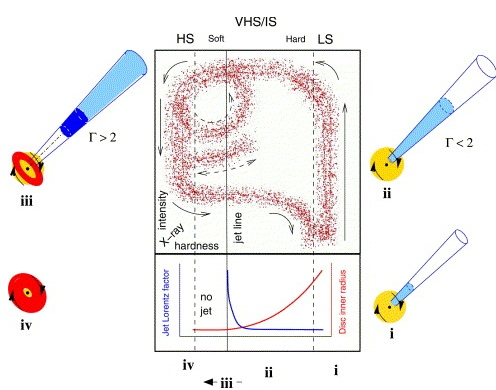 VHS/IS
HS
Soft
Hard
LS
Γ > 2
Γ < 2
iii
ii
intensity
X-ray
hardness
jet line
Jet Lorentz factor
no
jet
Disc inner radius
iv
i
iv
iii
ii
i